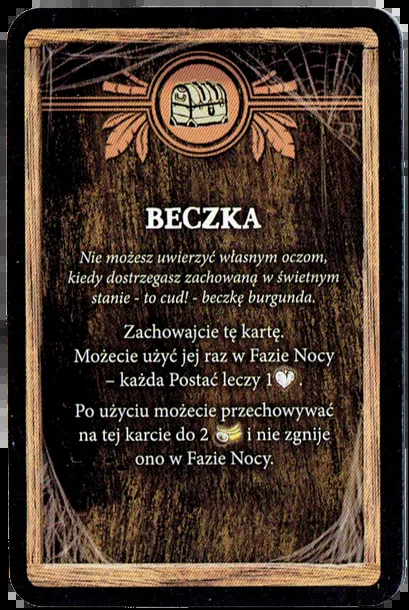 BECZKA
Nie możesz uwierzyć własnym oczom,
kiedy dostrzegasz zachowaną w świetnym
stanie - to cud! - beczkę burgunda.
Zachowajcie tę kartę.
Możecie użyć jej raz w Fazie Nocy
– każda Postać leczy 1 .
Po użyciu możecie przechowywać
na tej karcie do 2 i nie zgnije
ono w Fazie Nocy.